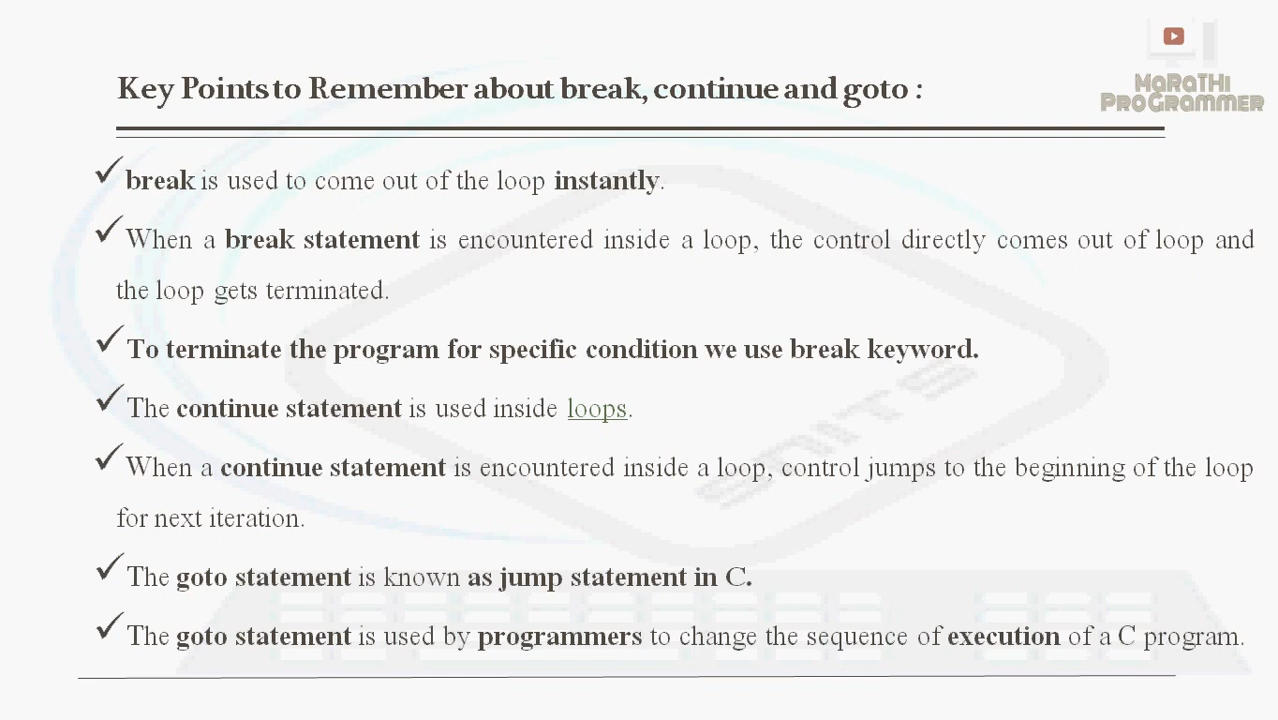 MaRaTHi
ProGrammer
Key Points to Remember about break, continue and goto :
✓break is used to come out of the loop instantly.
✓When a break statement is encountered inside a loop, the control directly comes out of loop and
the loop gets terminated.
✓To terminate the program for specific condition we use break keyword.
✓The continue statement is used inside loops.
✓When a continue statement is encountered inside a loop, control jumps to the beginning of the loop
for next iteration.
✓The goto statement is known as jump statement in C.
✓The goto statement is used by programmers to change the sequence of execution of a C program.
SNITS